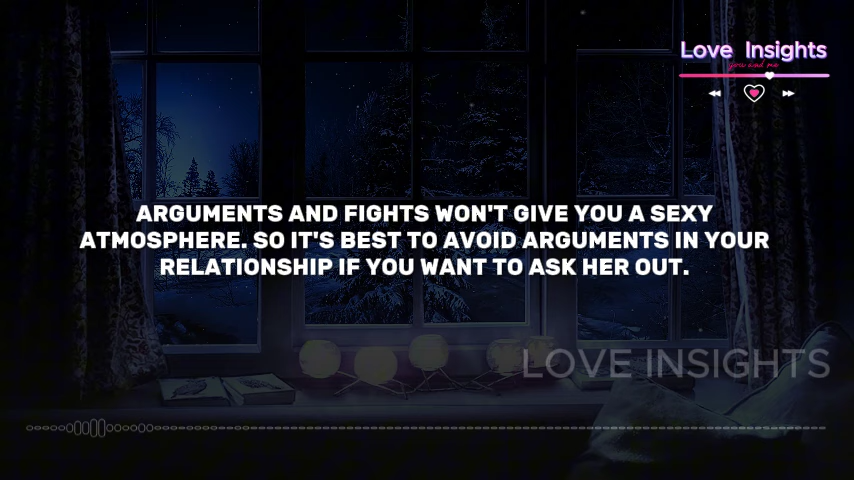 Love Insights
you and me
ARGUMENTS AND FIGHTS WON'T GIVE YOU A SEXY
ATMOSPHERE. SO IT'S BEST TO AVOID ARGUMENTS IN YOUR
RELATIONSHIP IF YOU WANT TO ASK HER OUT.
LOVE INSIGHTS